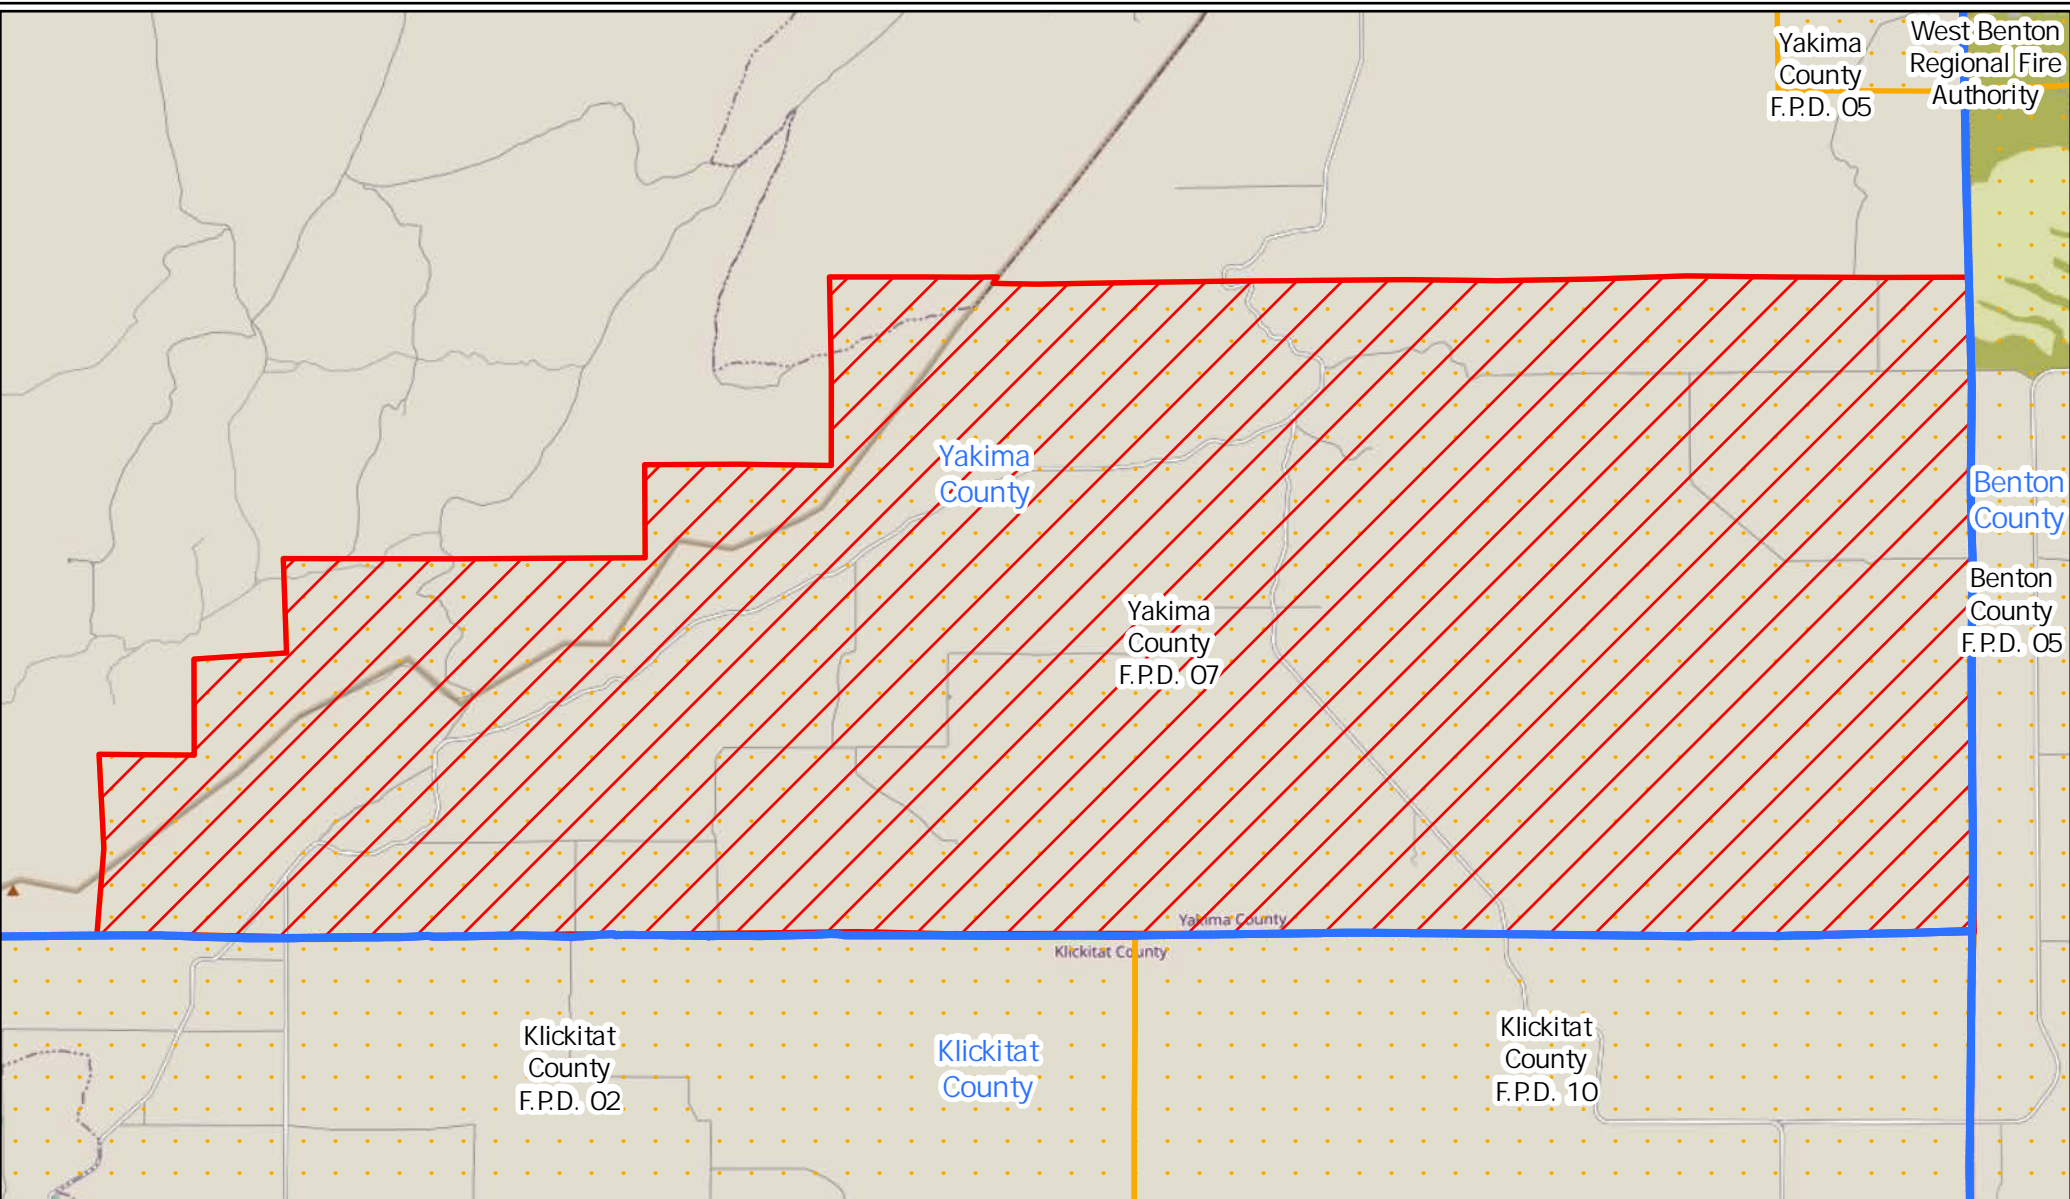 Yakima
County
F.P.D. 05
West Benton
Regional Fire
Authority
Yakima
County
Benton
County
Yakima
County
F.P.D. 07
Benton
County
F.P.D. 05
Yakima County
Klickitat County
Klickitat
County
F.P.D. 02
Klickitat
County
Klickitat
County
F.P.D. 10